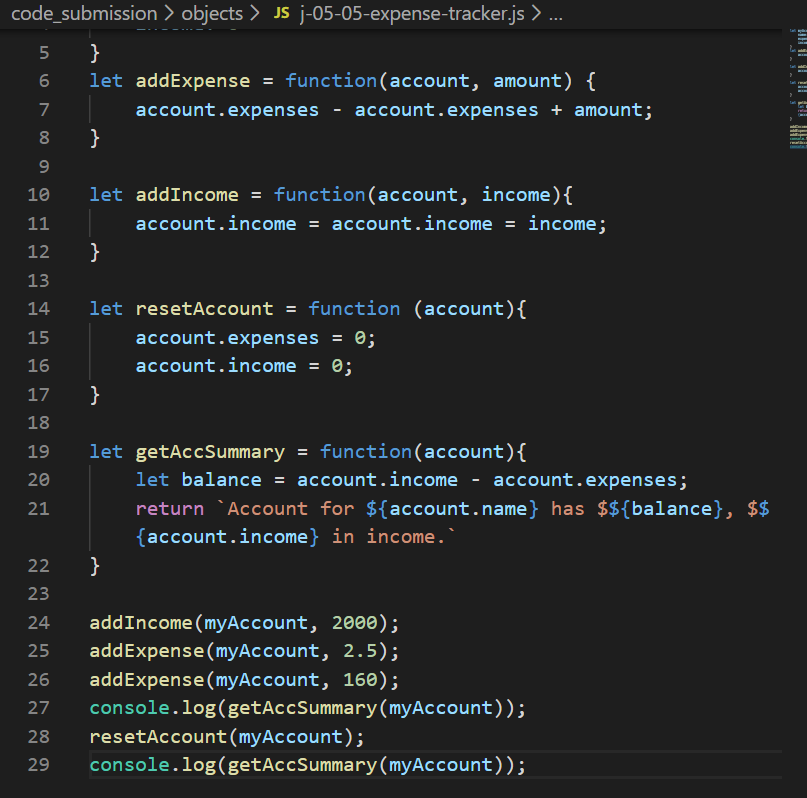 code_submission > objects > JS j-05-05-expense-tracker.js > ...
5 }
6 let addExpense = function(account, amount) {
7 account.expenses - account.expenses + amount;
8 }
9
10 let addIncome = function(account, income){
11 account.income = account.income = income;
12 }
13
14 let resetAccount = function (account){
15 account.expenses = 0;
16 account.income = 0;
17 }
18
19 let getAccSummary = function(account){
20 let balance = account.income - account.expenses;
21 return `Account for ${account.name} has $${balance}, $$
{account.income} in income.`
22 }
23
24 addIncome(myAccount, 2000);
25 addExpense(myAccount, 2.5);
26 addExpense(myAccount, 160);
27 console.log(getAccSummary(myAccount));
28 resetAccount(myAccount);
29 console.log(getAccSummary(myAccount));